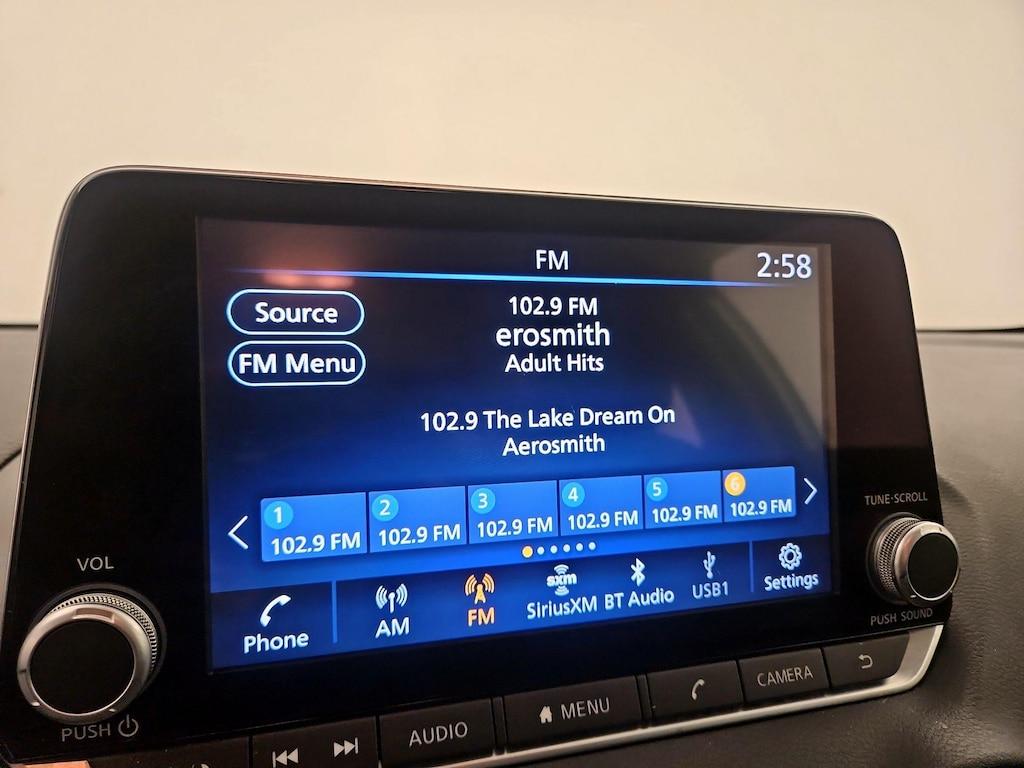 FM
2:58
Source
102.9 FM
erosmith
FM Menu
Adult Hits
102.9 The Lake Dream On
Aerosmith
1
102.9 FM
2
102.9 FM
3
102.9 FM
4
102.9 FM
5
102.9 FM
6
102.9 FM
Phone
AM
FM
sxm
SiriusXM
BT Audio
USB1
Settings
VOL
PUSH
TUNE·SCROLL
PUSH SOUND
AUDIO
MENU
CAMERA